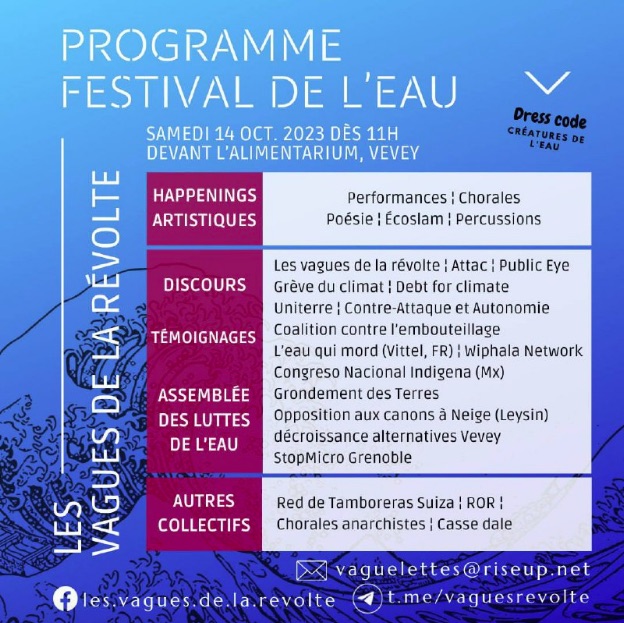 PROGRAMME
FESTIVAL DE L'EAU
Dress code
CRÉATURES DE
L'EAU
SAMEDI 14 OCT. 2023 DÈS 11H
DEVANT L'ALIMENTARIUM, VEVEY
LES
VAGUES DE LA RÉVOLTE
HAPPENINGS
ARTISTIQUES
Performances ¦ Chorales
Poésie ¦ Écoslam ¦ Percussions
DISCOURS
TÉMOIGNAGES
ASSEMBLÉE
DES LUTTES
DE L'EAU
Les vagues de la révolte ¦ Attac ¦ Public Eye
Grève du climat ¦ Debt for climate
Uniterre ¦ Contre-Attaque et Autonomie
Coalition contre l'embouteillage
L'eau qui mord (Vittel, FR) ¦ Wiphala Network
Congreso Nacional Indigena (Mx)
Grondement des Terres
Opposition aux canons à Neige (Leysin)
décroissance alternatives Vevey
StopMicro Grenoble
AUTRES
COLLECTIFS
Red de Tamboreras Suiza ¦ ROR ¦
Chorales anarchistes ¦ Casse dale
vaguelettes@riseup.net
les.vagues.de.la.revolte
t.me/vaguesrevolte